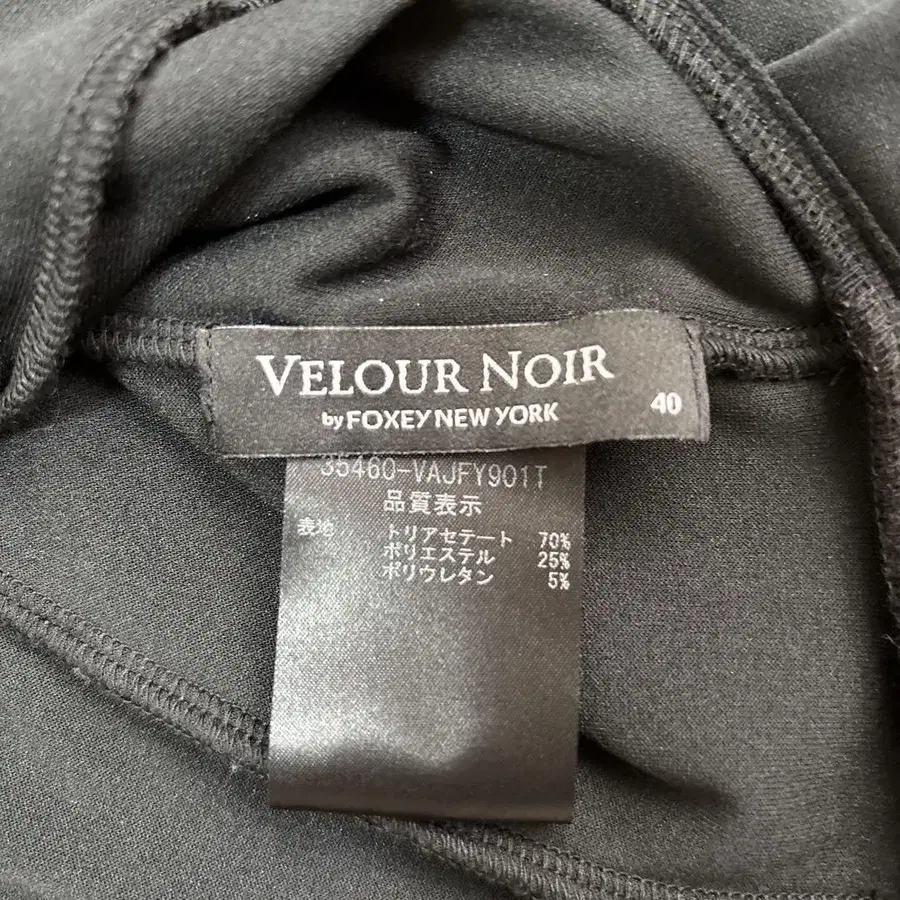 VELOUR NOIR
by FOXEY NEW YORK 40
35460-VAJFY901T
品質表示
表地 トリアセテート 70%
ポリエステル 25%
ポリウレタン 5%